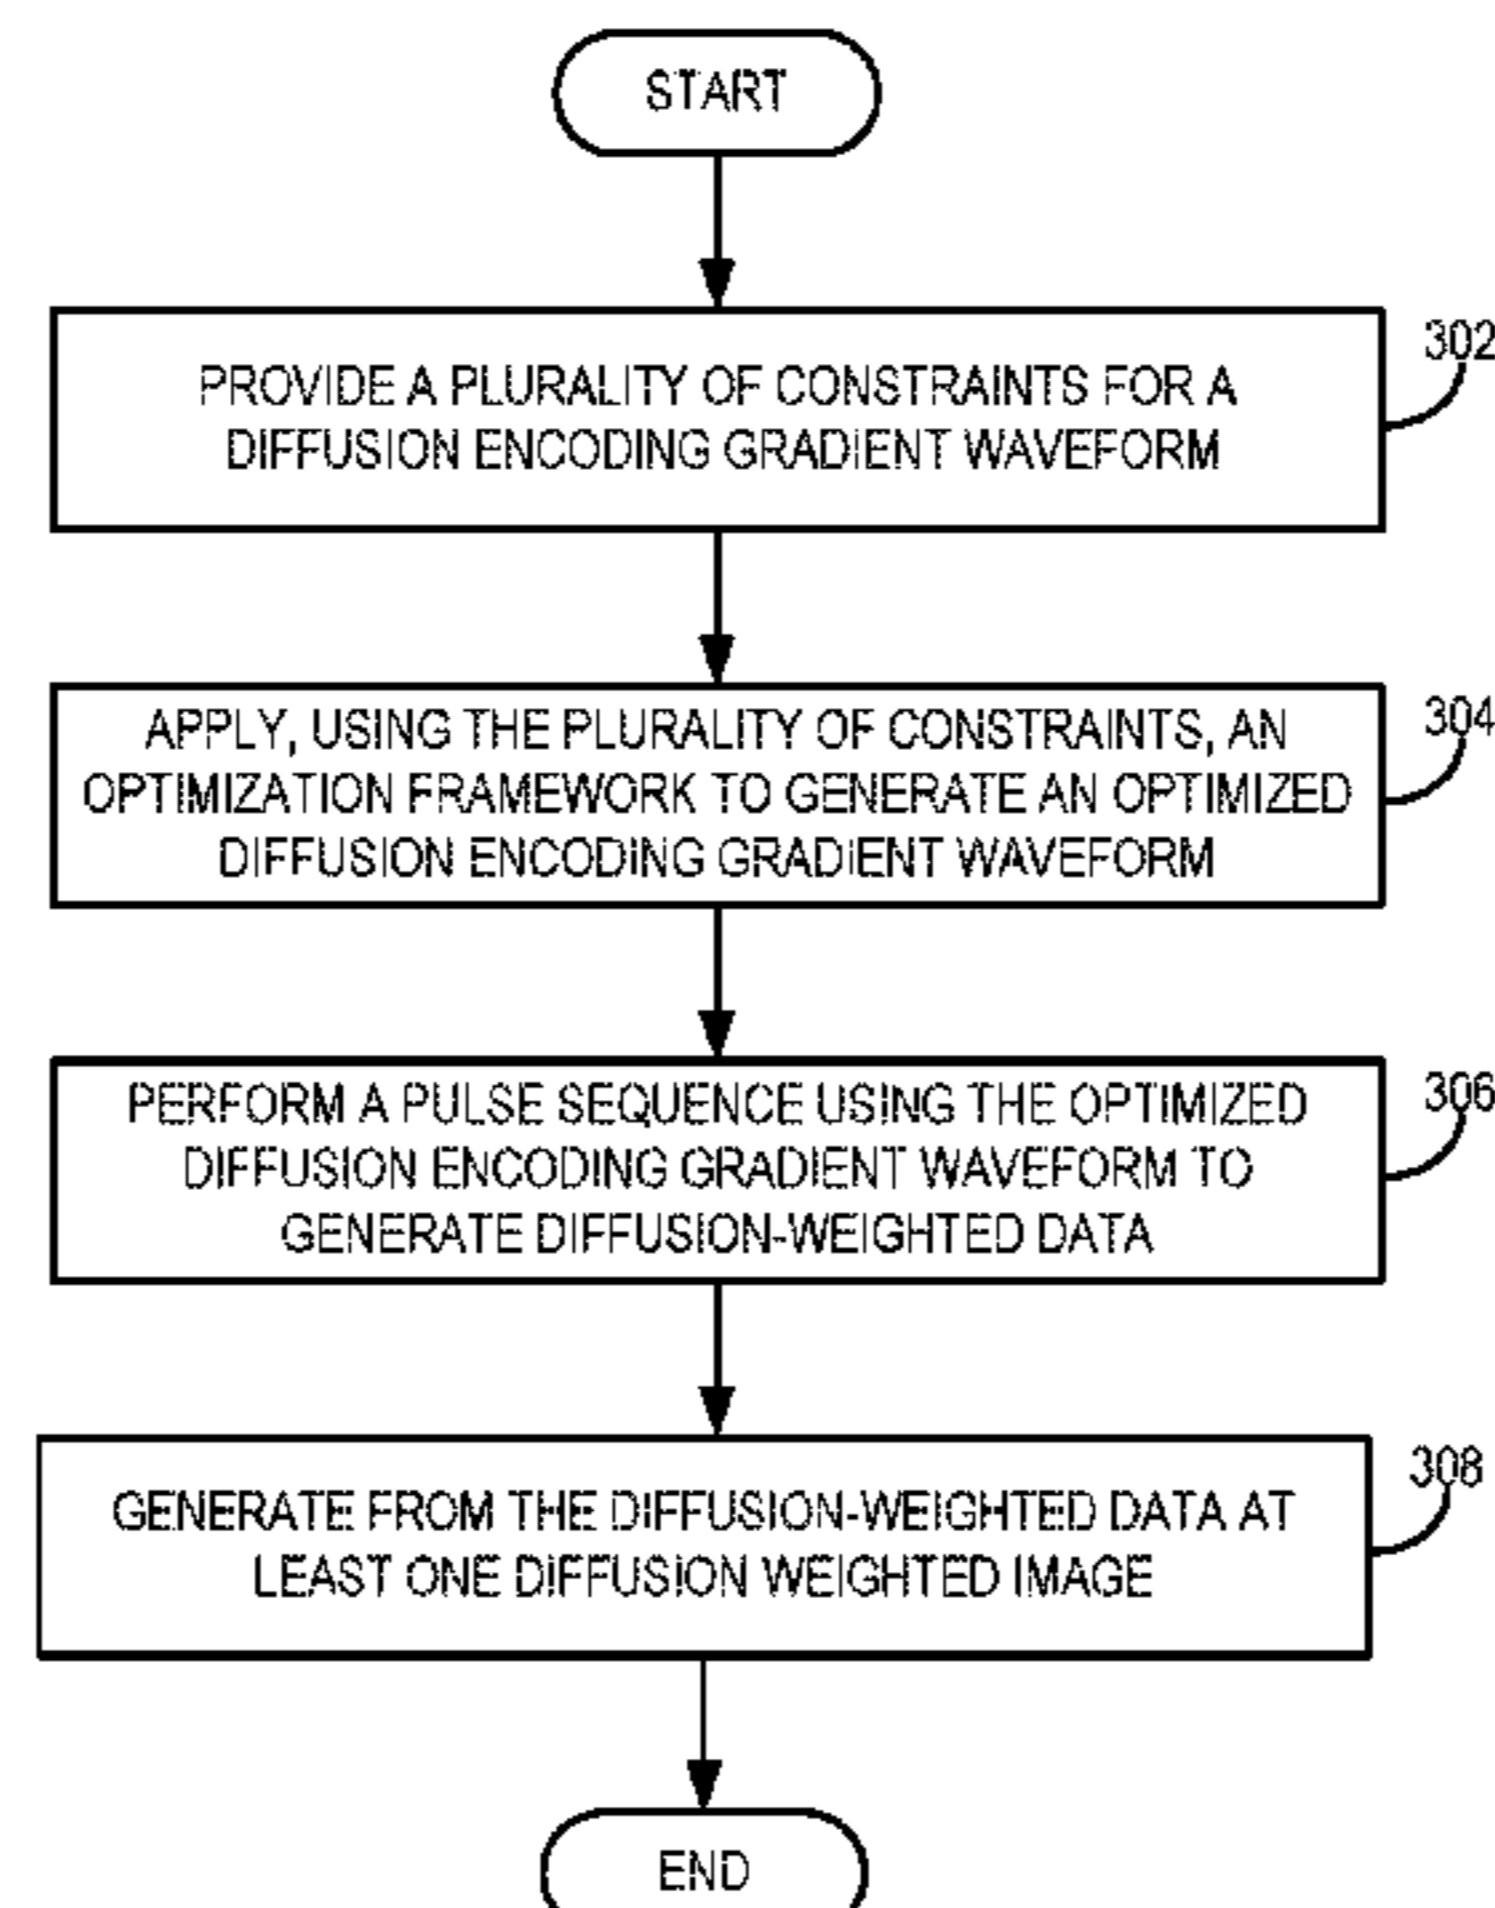 START
PROVIDE A PLURALITY OF CONSTRAINTS FOR A
DIFFUSION ENCODING GRADIENT WAVEFORM
302
APPLY, USING THE PLURALITY OF CONSTRAINTS, AN
OPTIMIZATION FRAMEWORK TO GENERATE AN OPTIMIZED
DIFFUSION ENCODING GRADIENT WAVEFORM
304
PERFORM A PULSE SEQUENCE USING THE OPTIMIZED
DIFFUSION ENCODING GRADIENT WAVEFORM TO
GENERATE DIFFUSION-WEIGHTED DATA
306
GENERATE FROM THE DIFFUSION-WEIGHTED DATA AT
LEAST ONE DIFFUSION WEIGHTED IMAGE
308
END